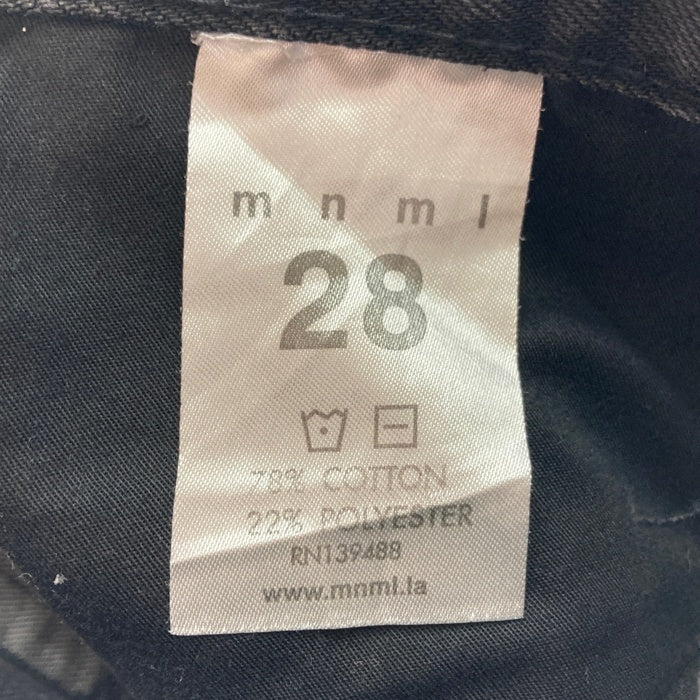 m n m l
28
78% COTTON
22% POLYESTER
RN139488
www.mnml.la